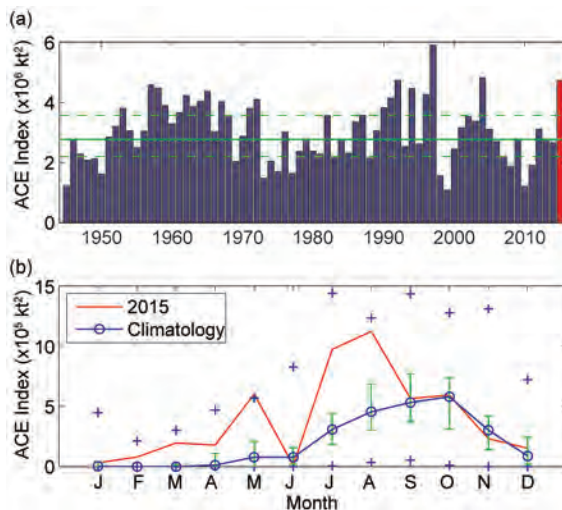 (a)
ACE Index (x10⁶ kt²)
6
4
2
0
1950 1960 1970 1980 1990 2000 2010
(b)
ACE Index (x10⁵ kt²)
15
10
5
0
2015
Climatology
J F M A M J J A S O N D
Month